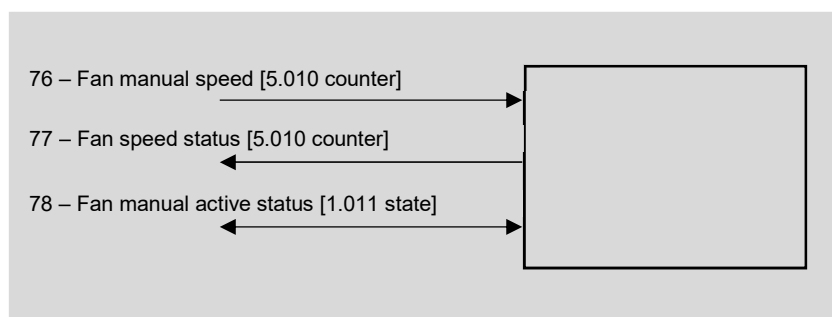 76 – Fan manual speed [5.010 counter]
77 – Fan speed status [5.010 counter]
78 – Fan manual active status [1.011 state]